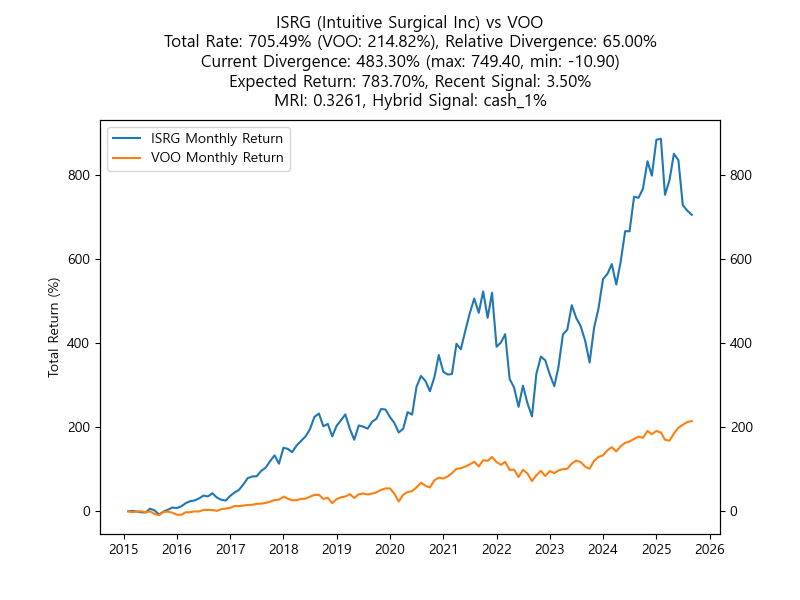 ISRG (Intuitive Surgical Inc) vs VOO
Total Rate: 705.49% (VOO: 214.82%), Relative Divergence: 65.00%
Current Divergence: 483.30% (max: 749.40, min: -10.90)
Expected Return: 783.70%, Recent Signal: 3.50%
MRI: 0.3261, Hybrid Signal: cash_1%
ISRG Monthly Return
VOO Monthly Return
Total Return (%)
800
600
400
200
0
800
600
400
200
0
2015 2016 2017 2018 2019 2020 2021 2022 2023 2024 2025 2026